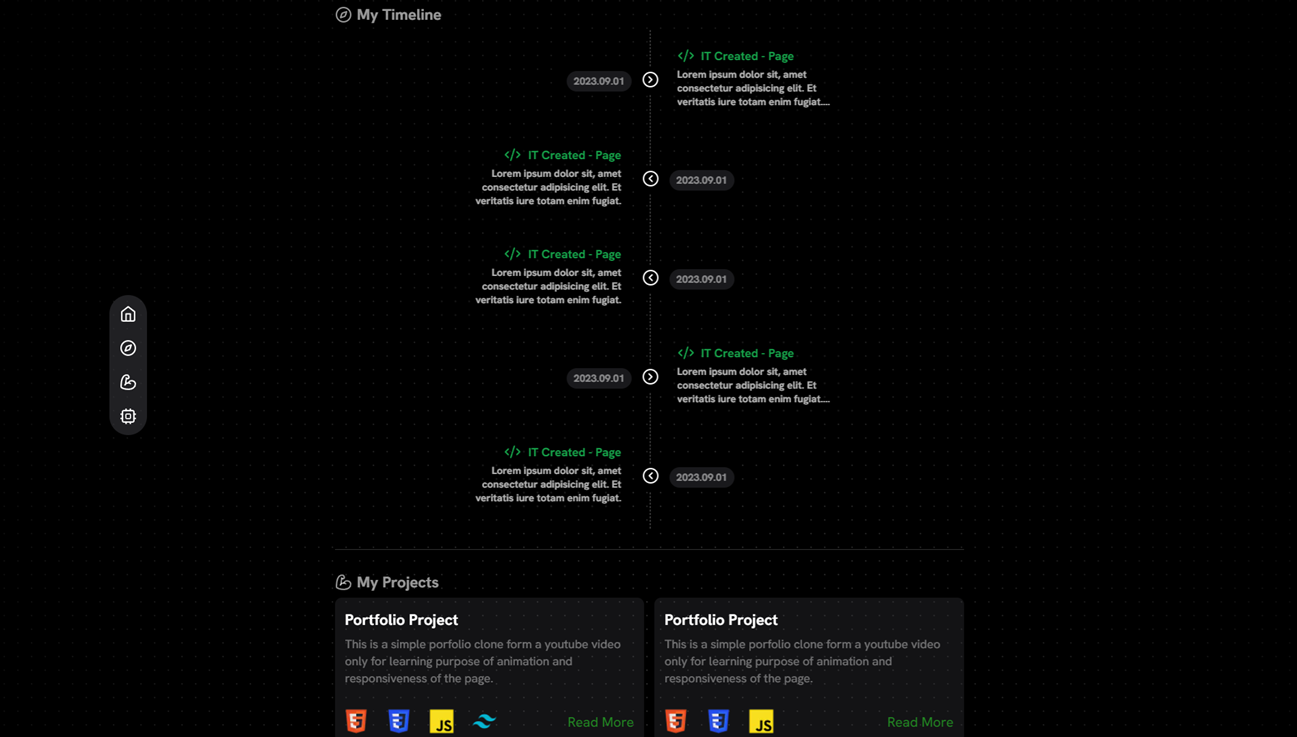 My Timeline
</> IT Created - Page
2023.09.01
Lorem ipsum dolor sit, amet
consectetur adipisicing elit. Et
veritatis iure totam enim fugiat....
</> IT Created - Page
Lorem ipsum dolor sit, amet
consectetur adipisicing elit. Et
veritatis iure totam enim fugiat.
2023.09.01
</> IT Created - Page
Lorem ipsum dolor sit, amet
consectetur adipisicing elit. Et
veritatis iure totam enim fugiat.
2023.09.01
</> IT Created - Page
2023.09.01
Lorem ipsum dolor sit, amet
consectetur adipisicing elit. Et
veritatis iure totam enim fugiat....
</> IT Created - Page
Lorem ipsum dolor sit, amet
consectetur adipisicing elit. Et
veritatis iure totam enim fugiat.
2023.09.01
My Projects
Portfolio Project
This is a simple porfolio clone form a youtube video
only for learning purpose of animation and
responsiveness of the page.
5 3 JS Read More
Portfolio Project
This is a simple porfolio clone form a youtube video
only for learning purpose of animation and
responsiveness of the page.
5 3 JS Read More